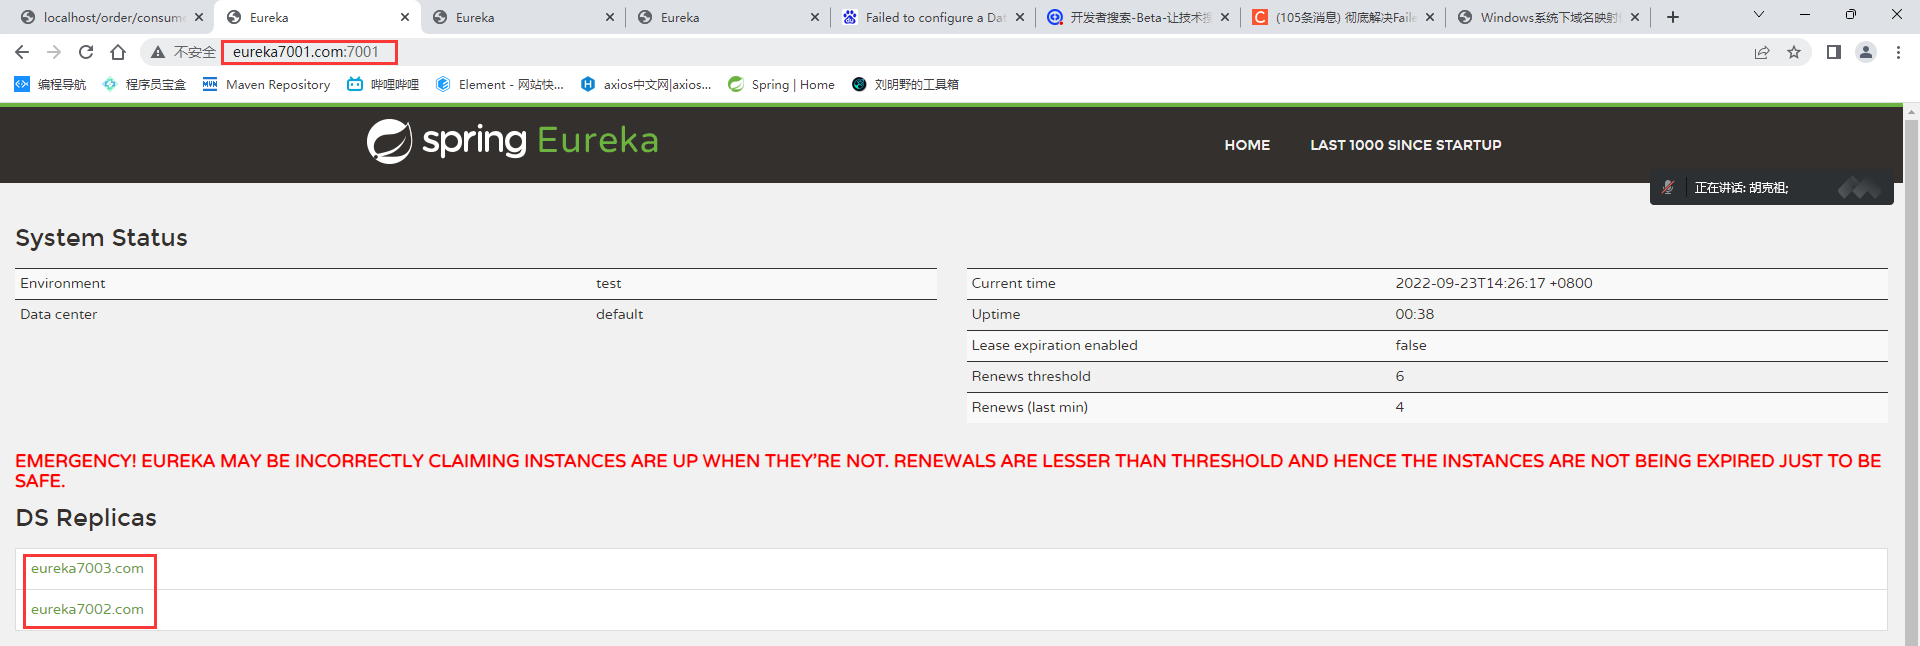 localhost/order/consume
Eureka
Eureka
Eureka
Failed to configure a Dat
开发者搜索-Beta-让技术搜
(105条消息) 彻底解决Faile
Windows系统下域名映射
不安全
eureka7001.com:7001
编程导航
程序员宝盒
Maven Repository
哔哩哔哩
Element - 网站快...
axios中文网|axios...
Spring | Home
刘明野的工具箱
spring Eureka
HOME
LAST 1000 SINCE STARTUP
正在讲话: 胡克祖;
System Status
Environment test
Data center default
Current time 2022-09-23T14:26:17 +0800
Uptime 00:38
Lease expiration enabled false
Renews threshold 6
Renews (last min) 4
EMERGENCY! EUREKA MAY BE INCORRECTLY CLAIMING INSTANCES ARE UP WHEN THEY'RE NOT. RENEWALS ARE LESSER THAN THRESHOLD AND HENCE THE INSTANCES ARE NOT BEING EXPIRED JUST TO BE
SAFE.
DS Replicas
eureka7003.com
eureka7002.com